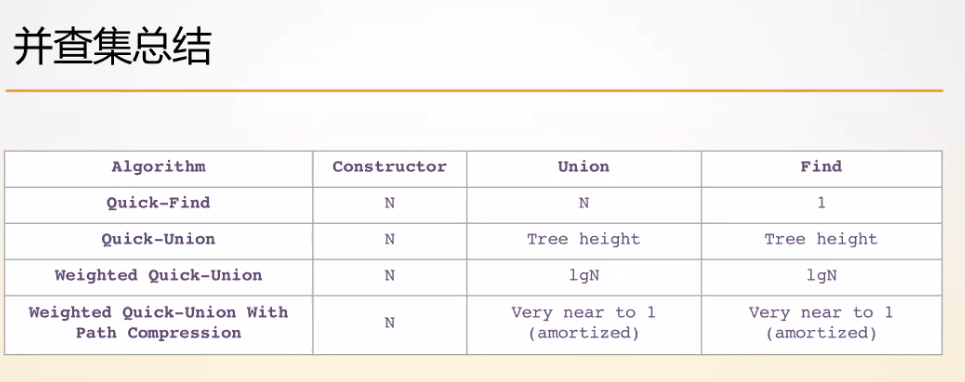 并查集总结
Algorithm Constructor Union Find
Quick-Find N N 1
Quick-Union N Tree height Tree height
Weighted Quick-Union N lgN lgN
Weighted Quick-Union With Path Compression N Very near to 1 (amortized) Very near to 1 (amortized)